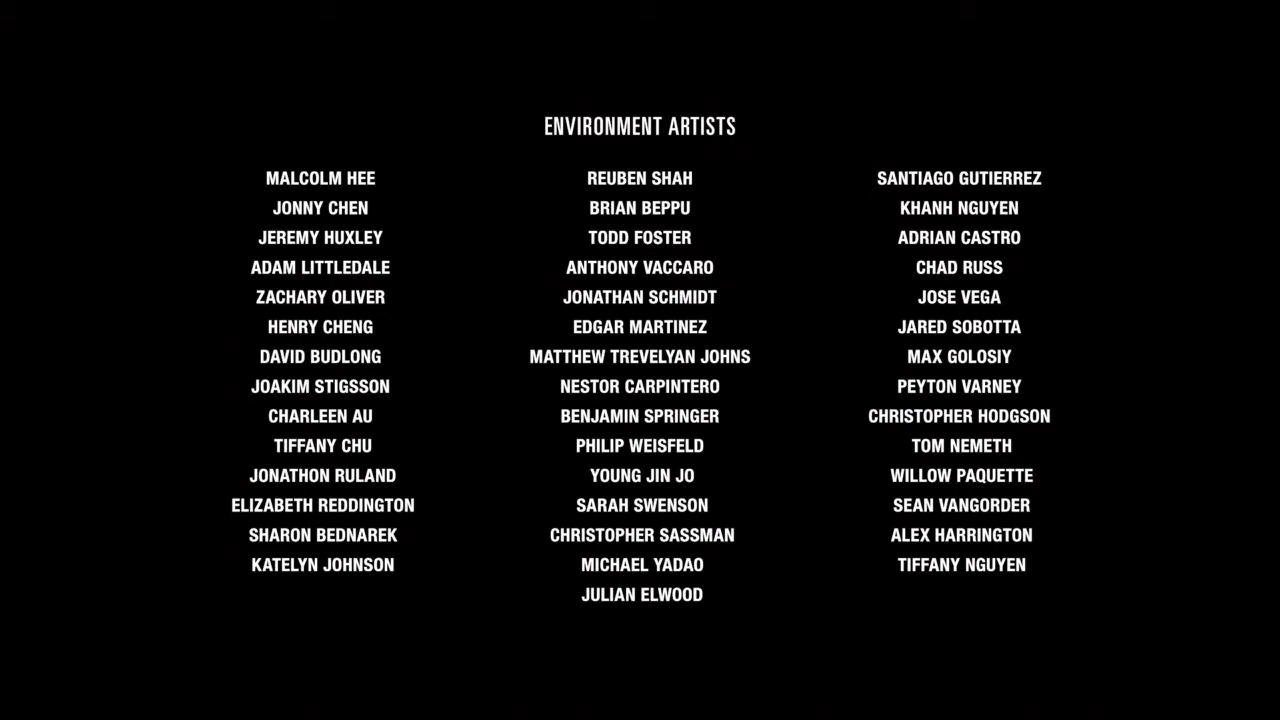 ENVIRONMENT ARTISTS
MALCOLM HEE
JONNY CHEN
JEREMY HUXLEY
ADAM LITTLEDALE
ZACHARY OLIVER
HENRY CHENG
DAVID BUDLONG
JOAKIM STIGSSON
CHARLEEN AU
TIFFANY CHU
JONATHON RULAND
ELIZABETH REDDINGTON
SHARON BEDNAREK
KATELYN JOHNSON
REUBEN SHAH
BRIAN BEPPU
TODD FOSTER
ANTHONY VACCARO
JONATHAN SCHMIDT
EDGAR MARTINEZ
MATTHEW TREVELYAN JOHNS
NESTOR CARPINTERO
BENJAMIN SPRINGER
PHILIP WEISFELD
YOUNG JIN JO
SARAH SWENSON
CHRISTOPHER SASSMAN
MICHAEL YADAO
JULIAN ELWOOD
SANTIAGO GUTIERREZ
KHANH NGUYEN
ADRIAN CASTRO
CHAD RUSS
JOSE VEGA
JARED SOBOTTA
MAX GOLOSIY
PEYTON VARNEY
CHRISTOPHER HODGSON
TOM NEMETH
WILLOW PAQUETTE
SEAN VANGORDER
ALEX HARRINGTON
TIFFANY NGUYEN